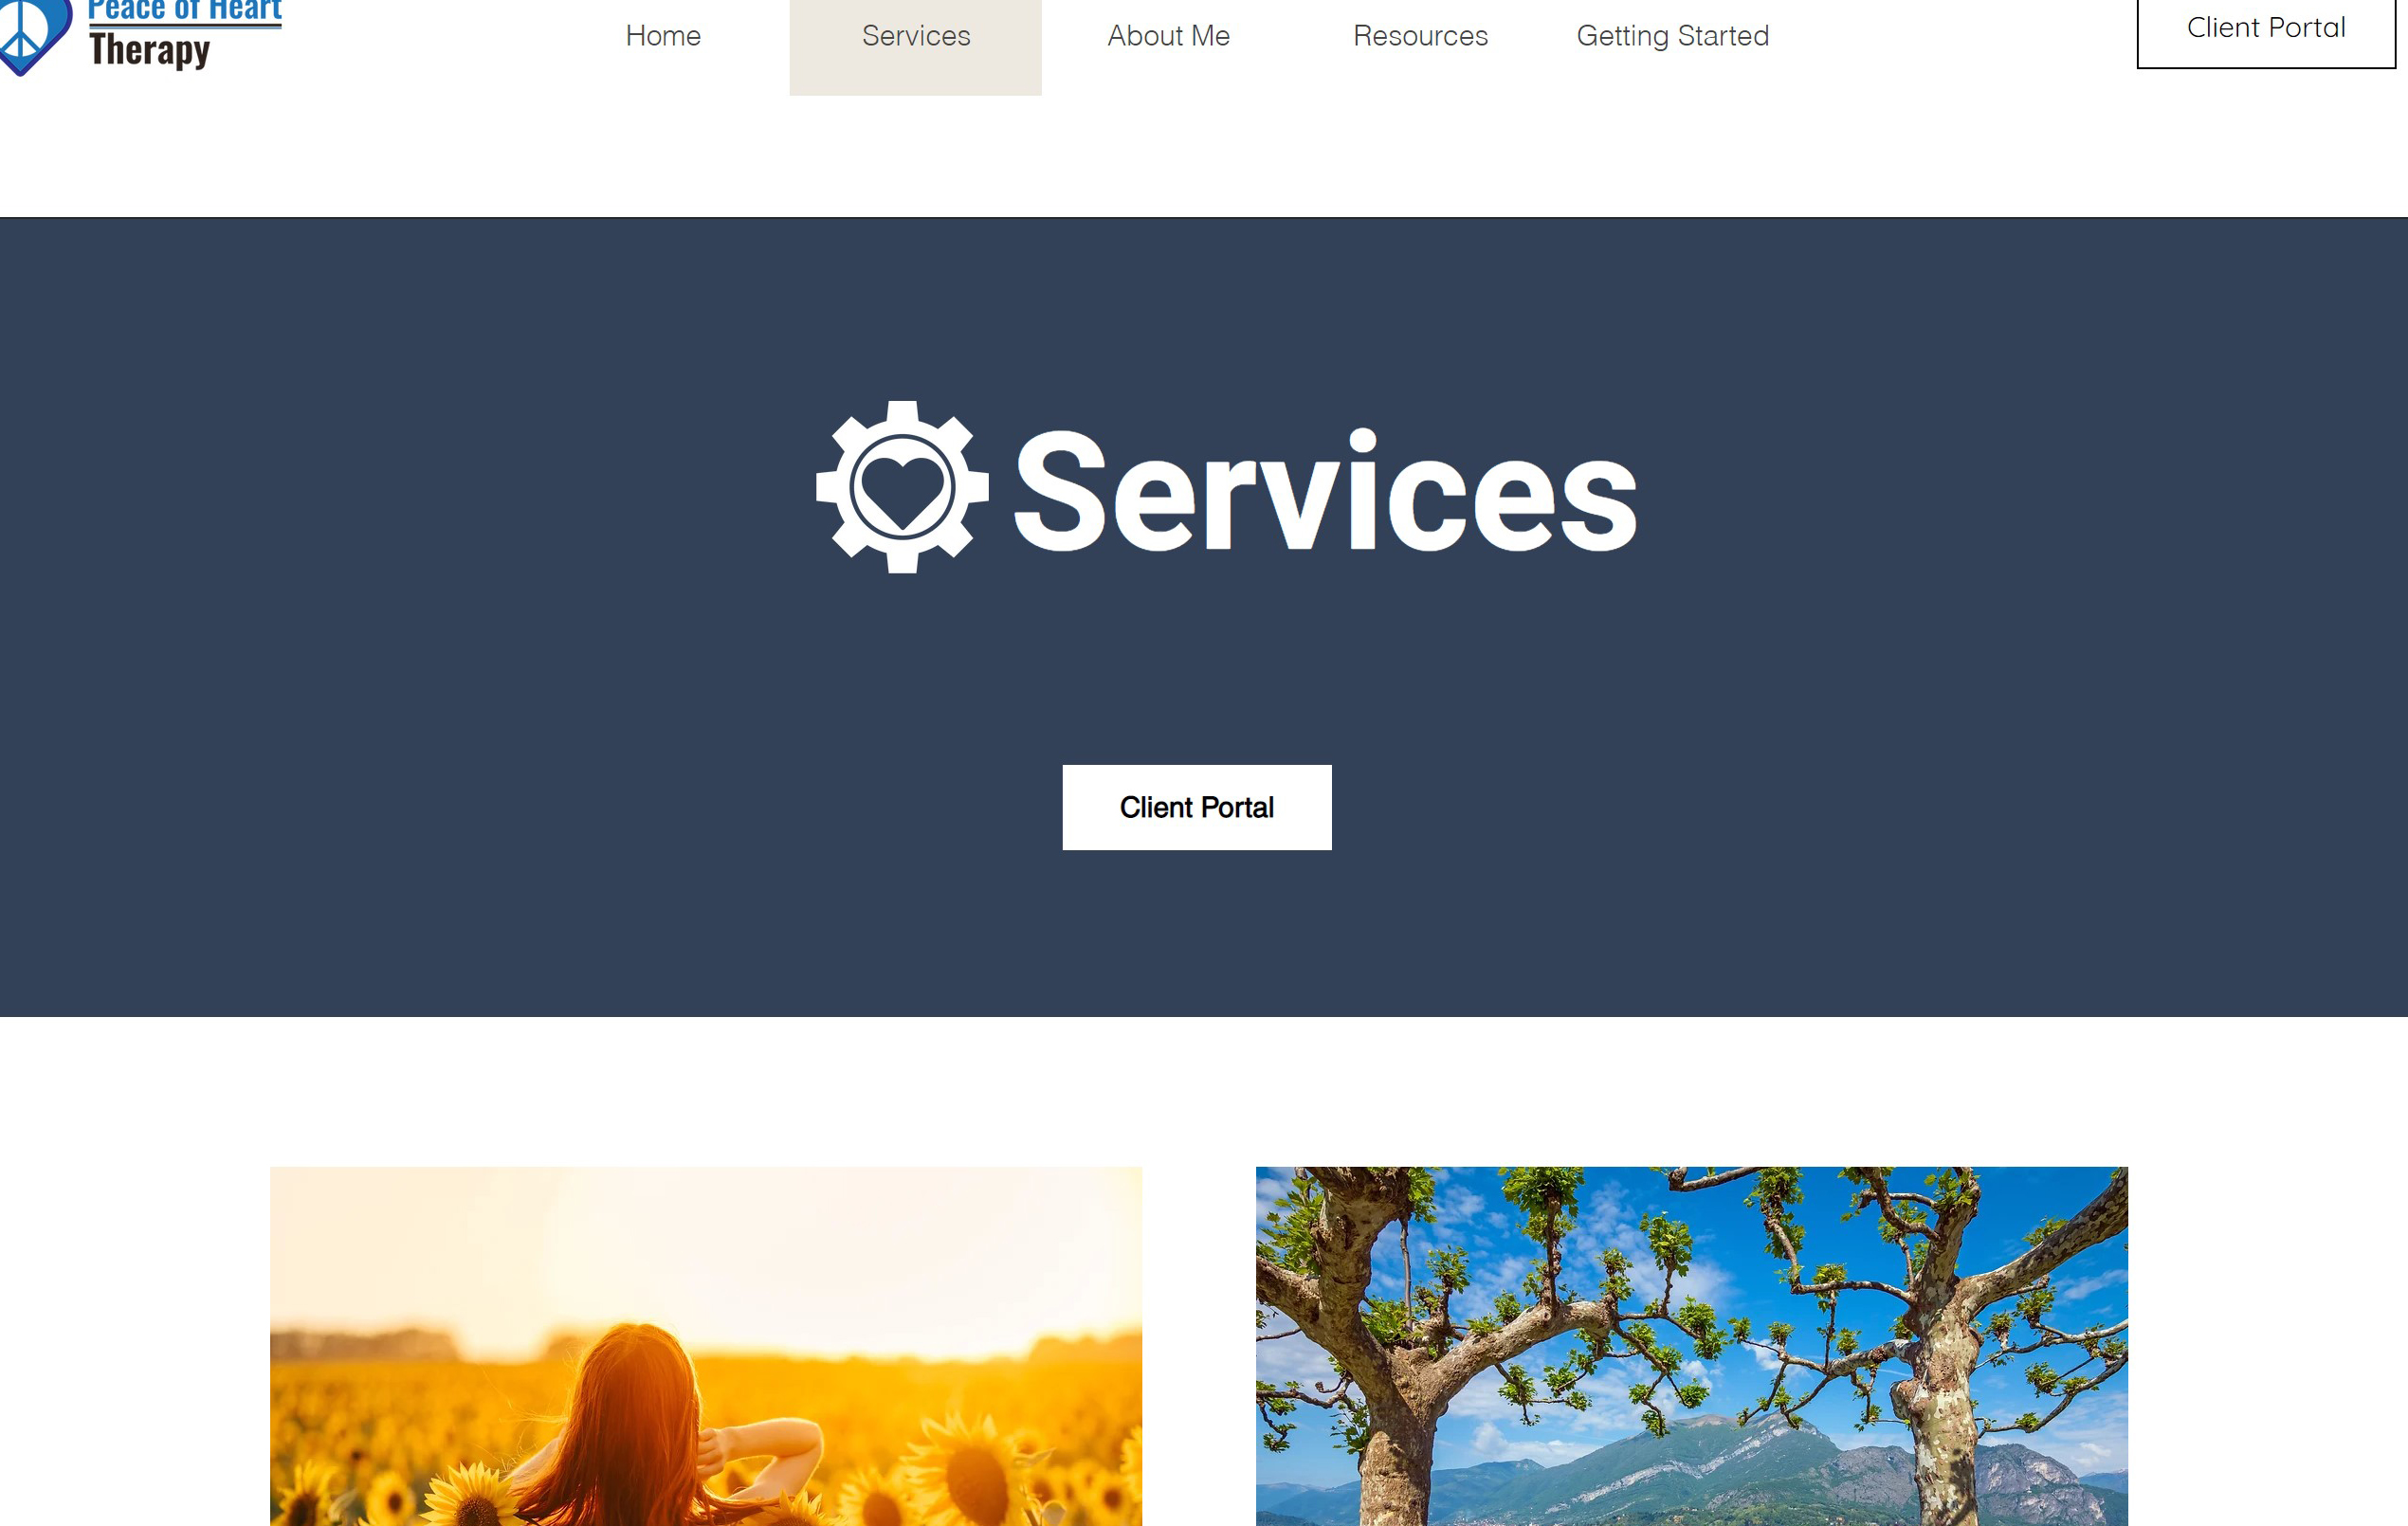 Peace of Heart
Therapy
Home
Services
About Me
Resources
Getting Started
Client Portal
Services
Client Portal